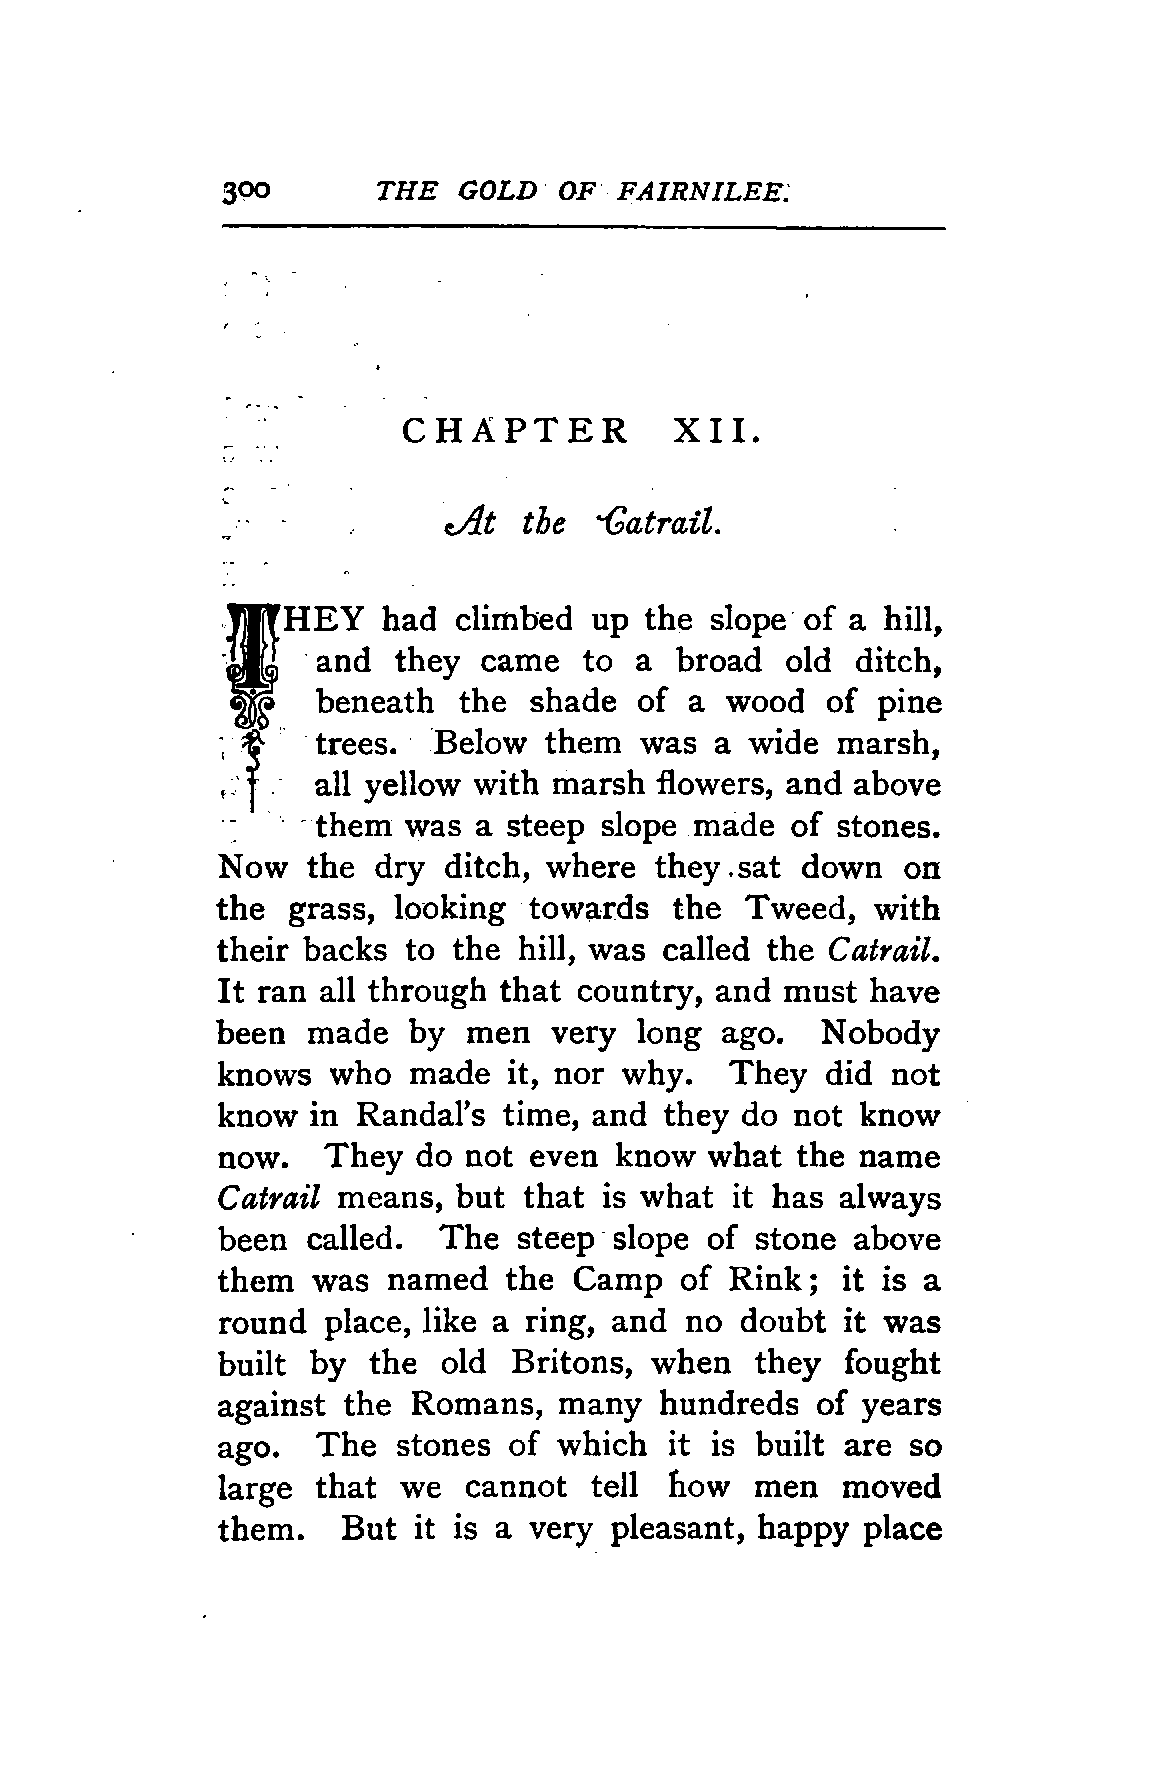 300 THE GOLD OF FAIRNILEE.
CHAPTER XII.
At the Catrail.
THEY had climbed up the slope of a hill,
and they came to a broad old ditch,
beneath the shade of a wood of pine
trees. Below them was a wide marsh,
all yellow with marsh flowers, and above
them was a steep slope made of stones.
Now the dry ditch, where they sat down on
the grass, looking towards the Tweed, with
their backs to the hill, was called the Catrail.
It ran all through that country, and must have
been made by men very long ago. Nobody
knows who made it, nor why. They did not
know in Randal's time, and they do not know
now. They do not even know what the name
Catrail means, but that is what it has always
been called. The steep slope of stone above
them was named the Camp of Rink; it is a
round place, like a ring, and no doubt it was
built by the old Britons, when they fought
against the Romans, many hundreds of years
ago. The stones of which it is built are so
large that we cannot tell how men moved
them. But it is a very pleasant, happy place